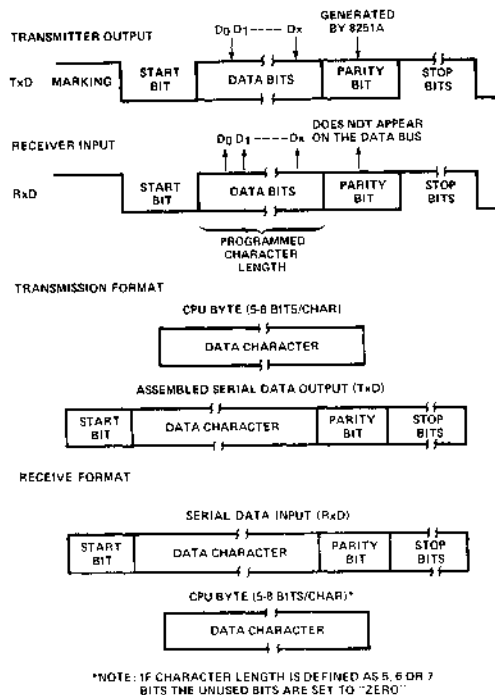 TRANSMITTER OUTPUT
D0 D1 ---- Dx
GENERATED
BY 8251A
TxD MARKING
START
BIT
DATA BITS
PARITY
BIT
STOP
BITS
RECEIVER INPUT
D0 D1 ---- Dx
DOES NOT APPEAR
ON THE DATA BUS
RxD
START
BIT
DATA BITS
PARITY
BIT
STOP
BITS
PROGRAMMED
CHARACTER
LENGTH
TRANSMISSION FORMAT
CPU BYTE (5-8 BITS/CHAR)
DATA CHARACTER
ASSEMBLED SERIAL DATA OUTPUT (TxD)
START
BIT
DATA CHARACTER
PARITY
BIT
STOP
BITS
RECEIVE FORMAT
SERIAL DATA INPUT (RxD)
START
BIT
DATA CHARACTER
PARITY
BIT
STOP
BITS
CPU BYTE (5-8 BITS/CHAR)*
DATA CHARACTER
*NOTE: IF CHARACTER LENGTH IS DEFINED AS 5, 6 OR 7
BITS THE UNUSED BITS ARE SET TO "ZERO"